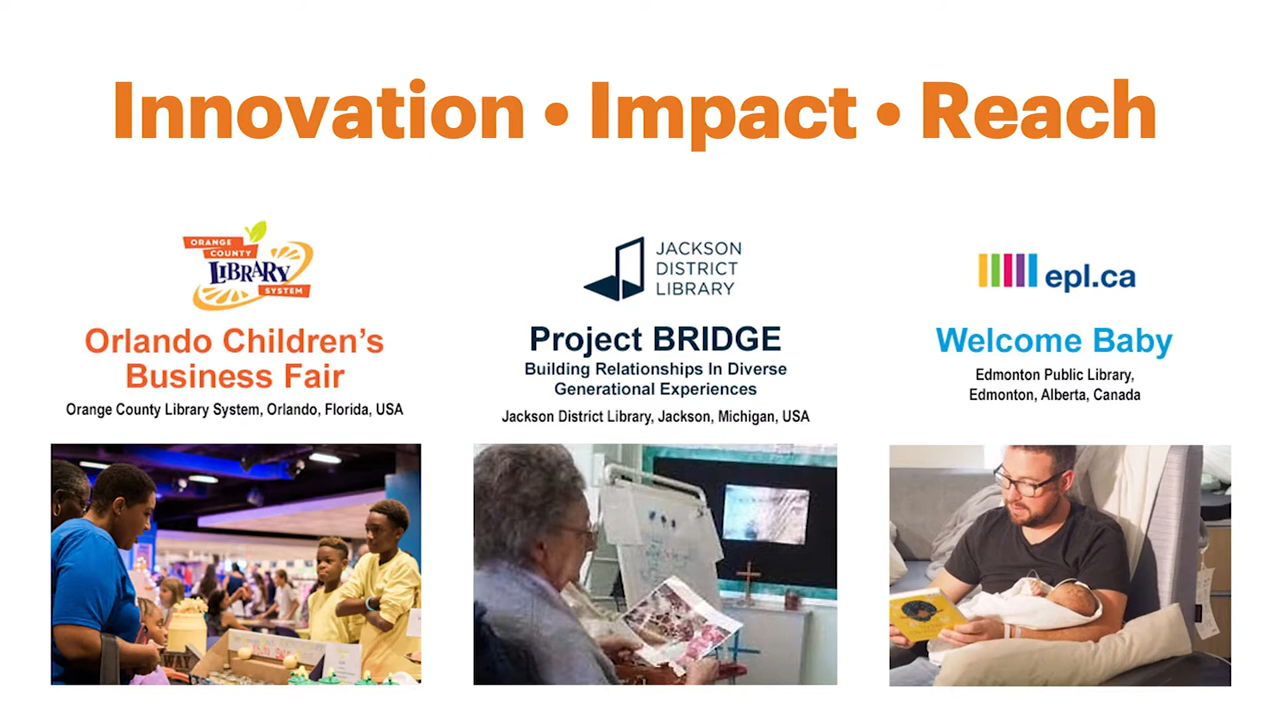 Innovation • Impact • Reach
ORANGE
COUNTY
LIBRARY
SYSTEM
Orlando Children's
Business Fair
Orange County Library System, Orlando, Florida, USA
JACKSON
DISTRICT
LIBRARY
Project BRIDGE
Building Relationships In Diverse
Generational Experiences
Jackson District Library, Jackson, Michigan, USA
epl.ca
Welcome Baby
Edmonton Public Library,
Edmonton, Alberta, Canada
WAY